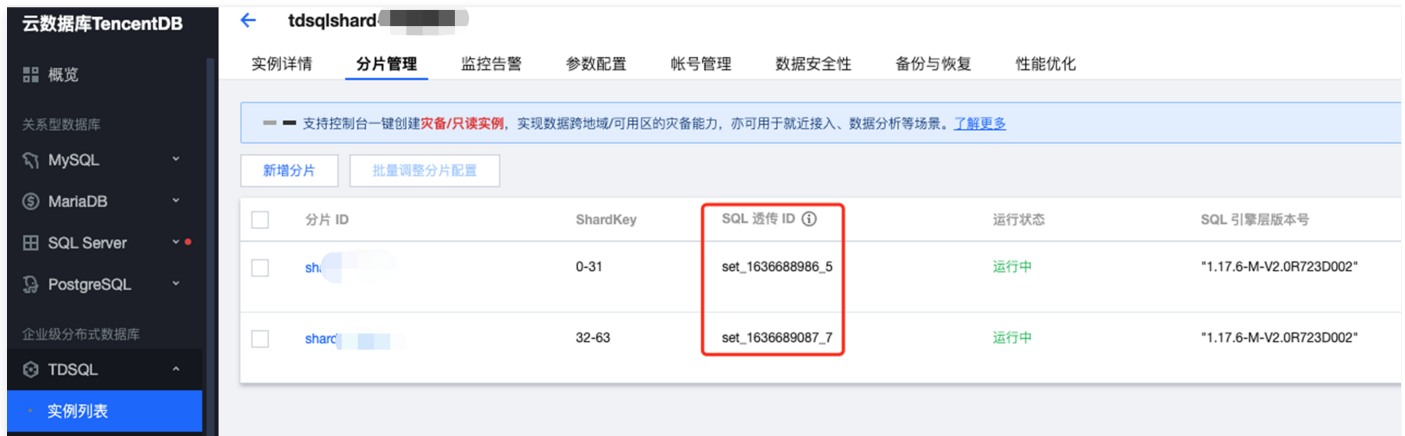 云数据库TencentDB
概览
关系型数据库
MySQL
MariaDB
SQL Server
PostgreSQL
企业级分布式数据库
TDSQL
实例列表
tdsqlshard-
实例详情 分片管理 监控告警 参数配置 帐号管理 数据安全性 备份与恢复 性能优化
支持控制台一键创建灾备/只读实例，实现数据跨地域/可用区的灾备能力，亦可用于就近接入、数据分析等场景。了解更多
新增分片 批量调整分片配置
分片 ID ShardKey SQL 透传 ID 运行状态 SQL 引擎层版本号
0-31 set_1636688986_5 运行中 "1.17.6-M-V2.0R723D002"
shard 32-63 set_1636689087_7 运行中 "1.17.6-M-V2.0R723D002"